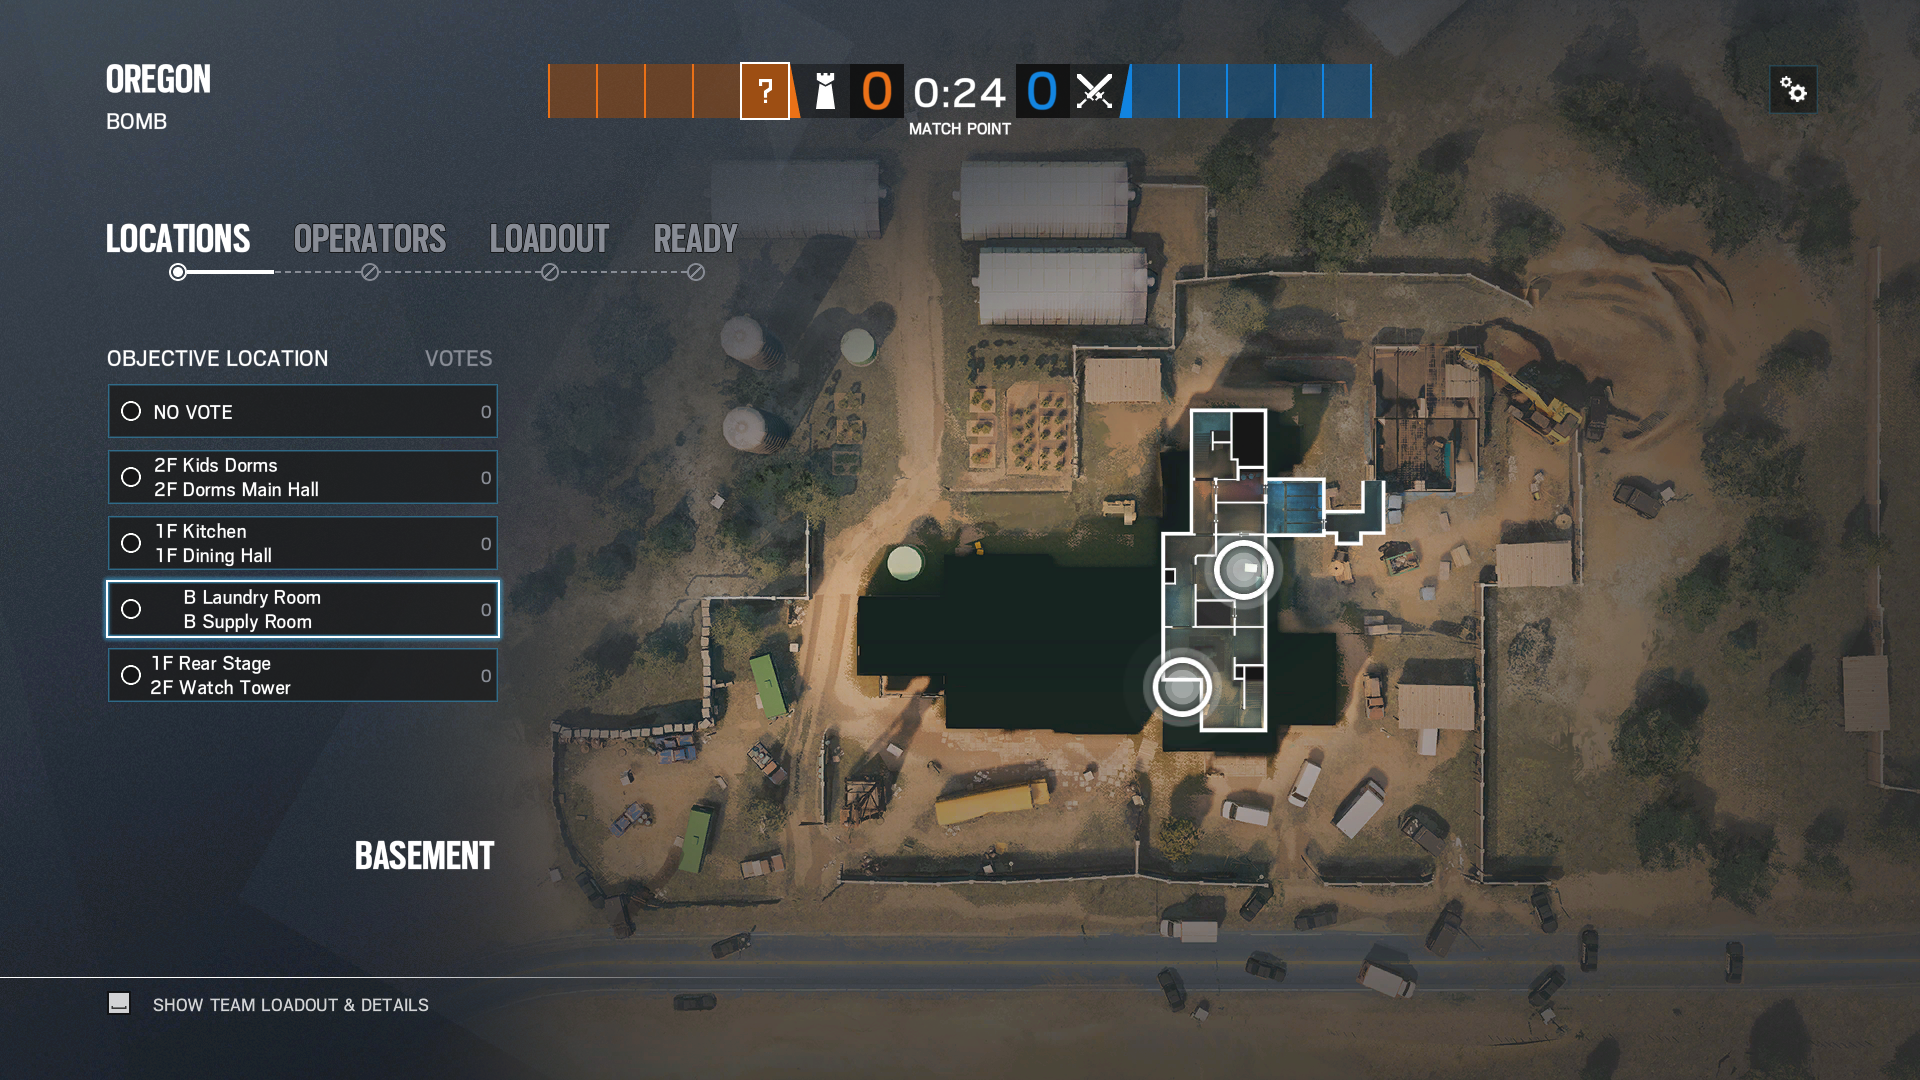 OREGON
BOMB
?
0
0:24
0
MATCH POINT
LOCATIONS
OPERATORS
LOADOUT
READY
OBJECTIVE LOCATION
VOTES
NO VOTE
0
2F Kids Dorms
2F Dorms Main Hall
0
1F Kitchen
1F Dining Hall
0
B Laundry Room
B Supply Room
0
1F Rear Stage
2F Watch Tower
0
BASEMENT
SHOW TEAM LOADOUT & DETAILS